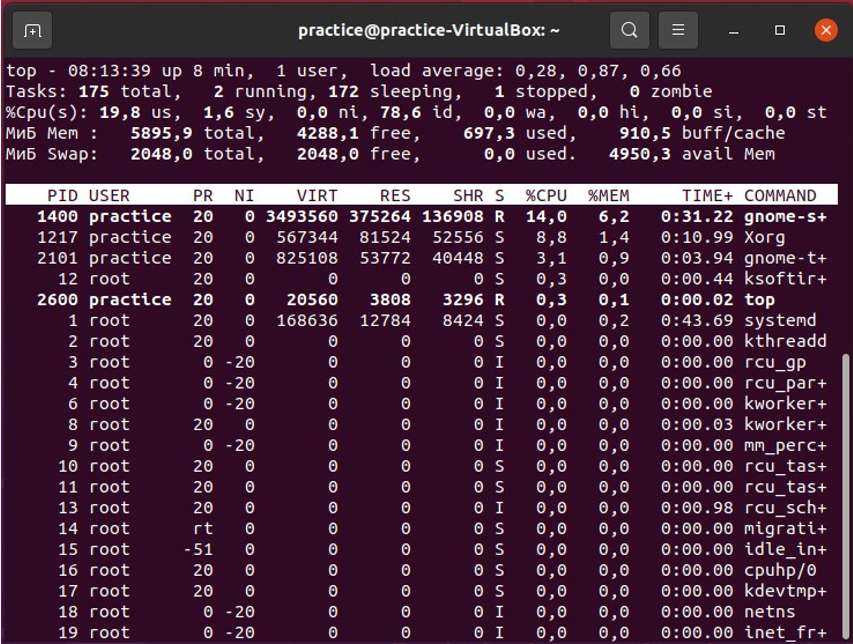 practice@practice-VirtualBox: ~
top - 08:13:39 up 8 min,  1 user,  load average: 0,28, 0,87, 0,66
Tasks: 175 total,   2 running, 172 sleeping,   1 stopped,   0 zombie
%Cpu(s): 19,8 us,  1,6 sy,  0,0 ni, 78,6 id,  0,0 wa,  0,0 hi,  0,0 si,  0,0 st
МиБ Mem :   5895,9 total,   4288,1 free,    697,3 used,    910,5 buff/cache
МиБ Swap:   2048,0 total,   2048,0 free,      0,0 used.   4950,3 avail Mem
PID USER      PR  NI    VIRT    RES    SHR S  %CPU  %MEM     TIME+ COMMAND
1400 practice  20   0 3493560 375264 136908 R  14,0   6,2   0:31.22 gnome-s+
1217 practice  20   0  567344  81524  52556 S   8,8   1,4   0:10.99 Xorg
2101 practice  20   0  825108  53772  40448 S   3,1   0,9   0:03.94 gnome-t+
12 root      20   0       0      0      0 S   0,3   0,0   0:00.44 ksoftir+
2600 practice  20   0   20560   3808   3296 R   0,3   0,1   0:00.02 top
1 root      20   0  168636  12784   8424 S   0,0   0,2   0:43.69 systemd
2 root      20   0       0      0      0 S   0,0   0,0   0:00.00 kthreadd
3 root       0 -20       0      0      0 I   0,0   0,0   0:00.00 rcu_gp
4 root       0 -20       0      0      0 I   0,0   0,0   0:00.00 rcu_par+
6 root       0 -20       0      0      0 I   0,0   0,0   0:00.00 kworker+
8 root      20   0       0      0      0 I   0,0   0,0   0:00.03 kworker+
9 root       0 -20       0      0      0 I   0,0   0,0   0:00.00 mm_perc+
10 root      20   0       0      0      0 S   0,0   0,0   0:00.00 rcu_tas+
11 root      20   0       0      0      0 S   0,0   0,0   0:00.00 rcu_tas+
13 root      20   0       0      0      0 I   0,0   0,0   0:00.98 rcu_sch+
14 root      rt   0       0      0      0 S   0,0   0,0   0:00.00 migrati+
15 root     -51   0       0      0      0 S   0,0   0,0   0:00.00 idle_in+
16 root      20   0       0      0      0 S   0,0   0,0   0:00.00 cpuhp/0
17 root      20   0       0      0      0 S   0,0   0,0   0:00.00 kdevtmp+
18 root       0 -20       0      0      0 I   0,0   0,0   0:00.00 netns
19 root       0 -20       0      0      0 I   0,0   0,0   0:00.00 inet_fr+